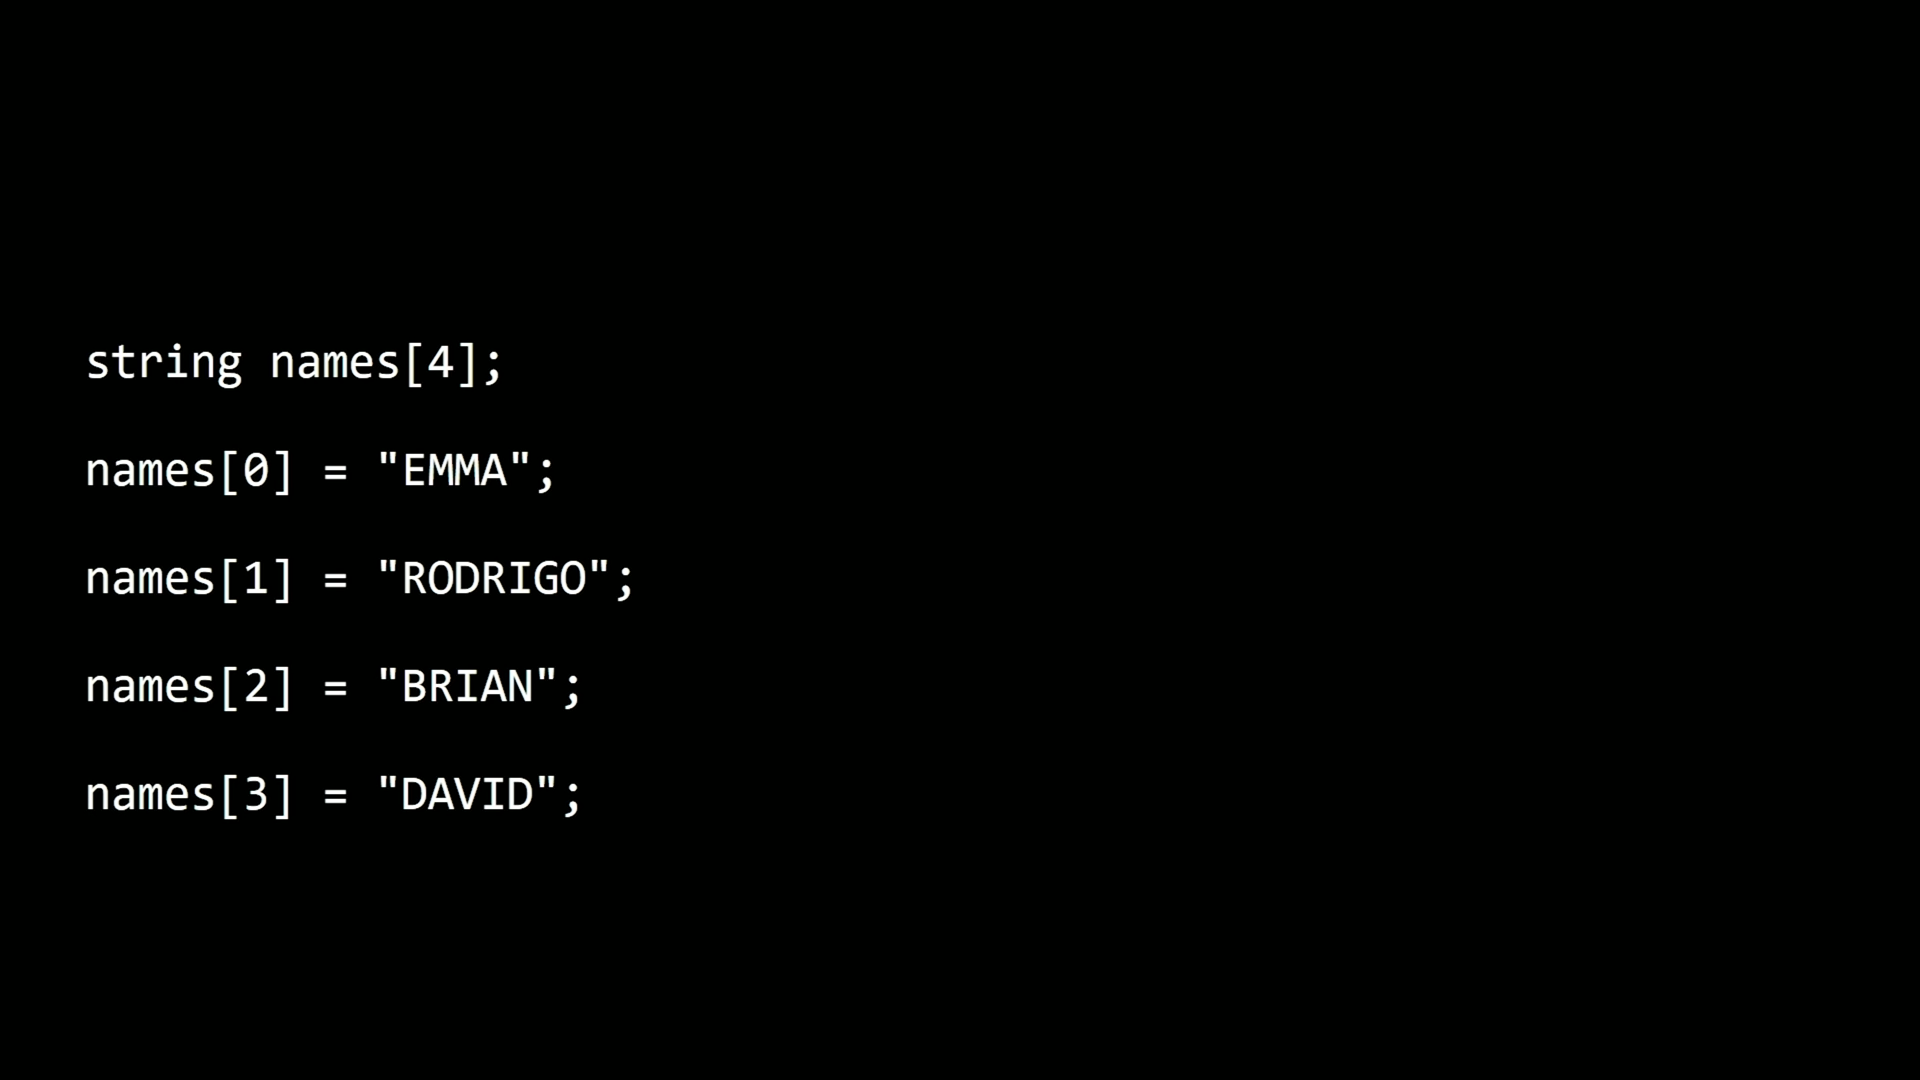 string names[4];
names[0] = "EMMA";
names[1] = "RODRIGO";
names[2] = "BRIAN";
names[3] = "DAVID";